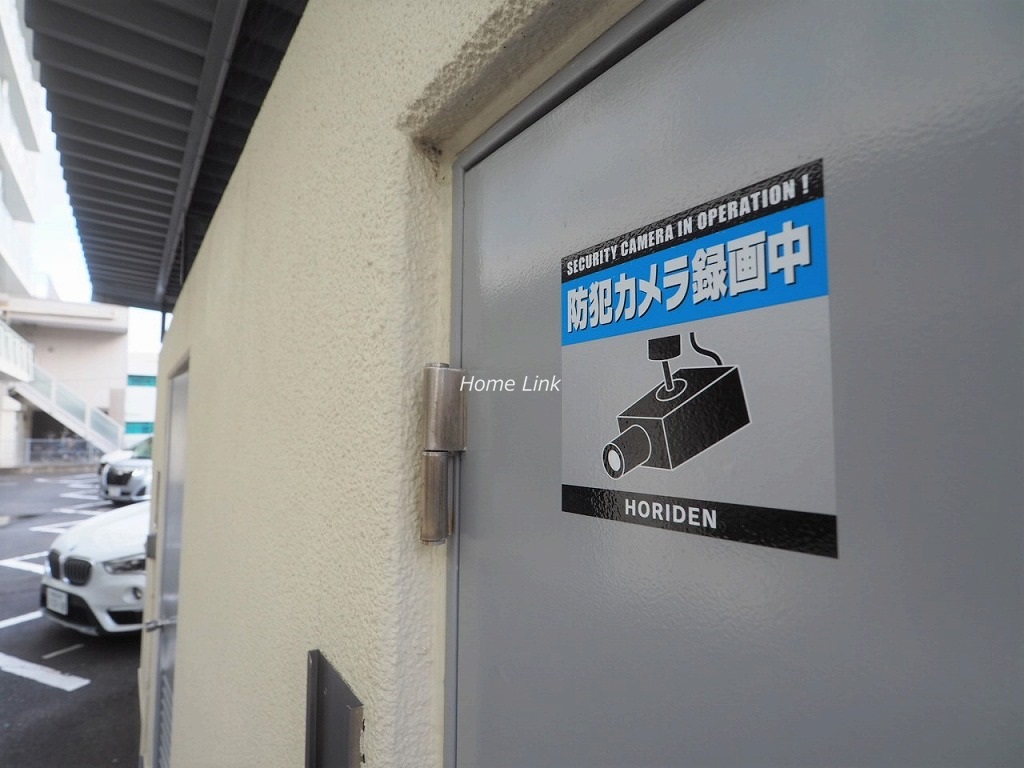 SECURITY CAMERA IN OPERATION !
防犯カメラ録画中
Home Link
HORIDEN